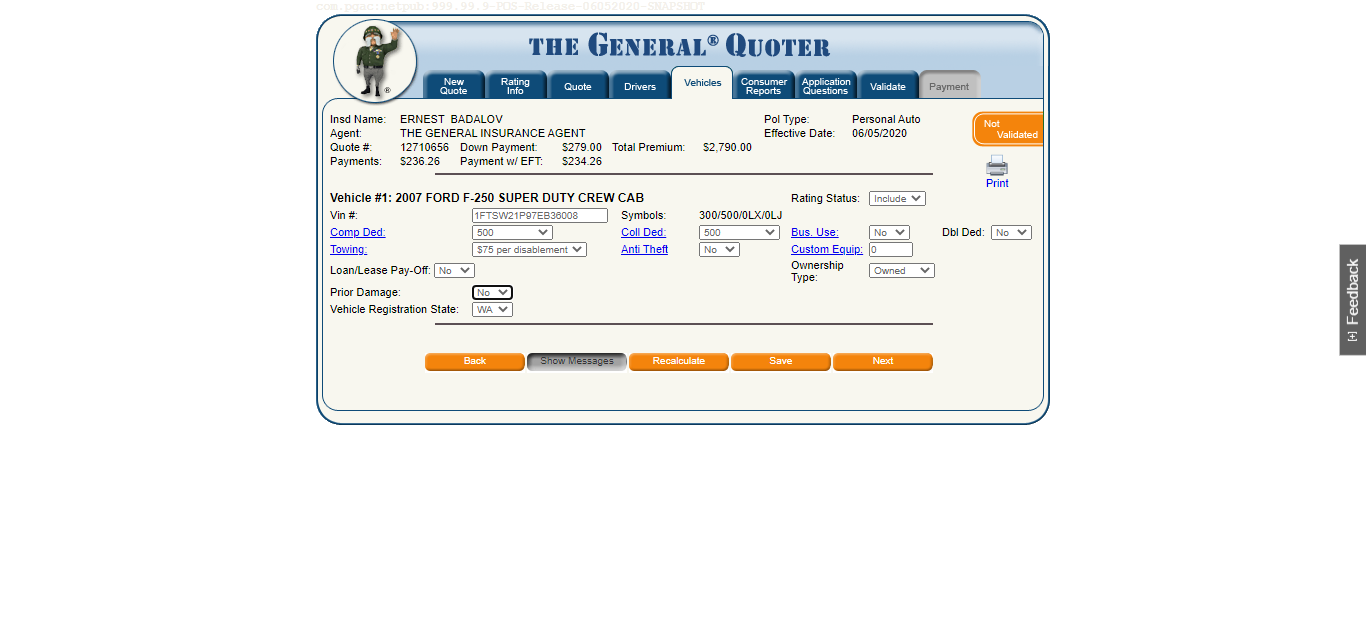 com.pgac:netpub:999.99.9-POS-Release-06052020-SNAPSHOT
THE GENERAL® QUOTER
New Quote
Rating Info
Quote
Drivers
Vehicles
Consumer Reports
Application Questions
Validate
Payment
®
Insd Name: ERNEST BADALOV Pol Type: Personal Auto
Agent: THE GENERAL INSURANCE AGENT Effective Date: 06/05/2020
Quote #: 12710656 Down Payment: $279.00 Total Premium: $2,790.00
Payments: $236.26 Payment w/ EFT: $234.26
Not Validated
Print
Vehicle #1: 2007 FORD F-250 SUPER DUTY CREW CAB Rating Status: Include
Vin #: 1FTSW21P97EB36008 Symbols: 300/500/0LX/0LJ
Comp Ded: 500 Coll Ded: 500 Bus. Use: No Dbl Ded: No
Towing: $75 per disablement Anti Theft No Custom Equip: 0
Loan/Lease Pay-Off: No Ownership Type: Owned
Prior Damage: No
Vehicle Registration State: WA
Back Show Messages Recalculate Save Next
[+] Feedback